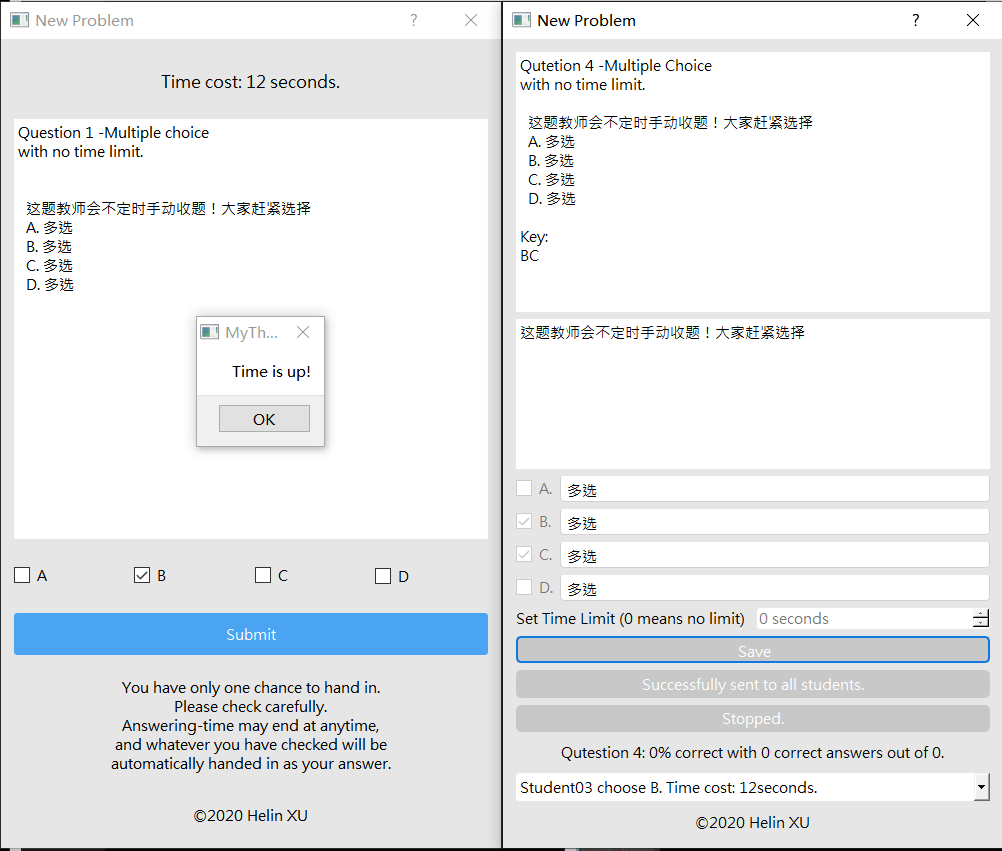 New Problem
?
Time cost: 12 seconds.
Question 1 -Multiple choice
with no time limit.
这题教师会不定时手动收题！大家赶紧选择
A. 多选
B. 多选
C. 多选
D. 多选
MyTh...
Time is up!
OK
A
B
C
D
Submit
You have only one chance to hand in.
Please check carefully.
Answering-time may end at anytime,
and whatever you have checked will be
automatically handed in as your answer.
©2020 Helin XU
New Problem
?
Qutetion 4 -Multiple Choice
with no time limit.
这题教师会不定时手动收题！大家赶紧选择
A. 多选
B. 多选
C. 多选
D. 多选
Key:
BC
这题教师会不定时手动收题！大家赶紧选择
A. 多选
B. 多选
C. 多选
D. 多选
Set Time Limit (0 means no limit) 0 seconds
Save
Successfully sent to all students.
Stopped.
Qutestion 4: 0% correct with 0 correct answers out of 0.
Student03 choose B. Time cost: 12seconds.
©2020 Helin XU